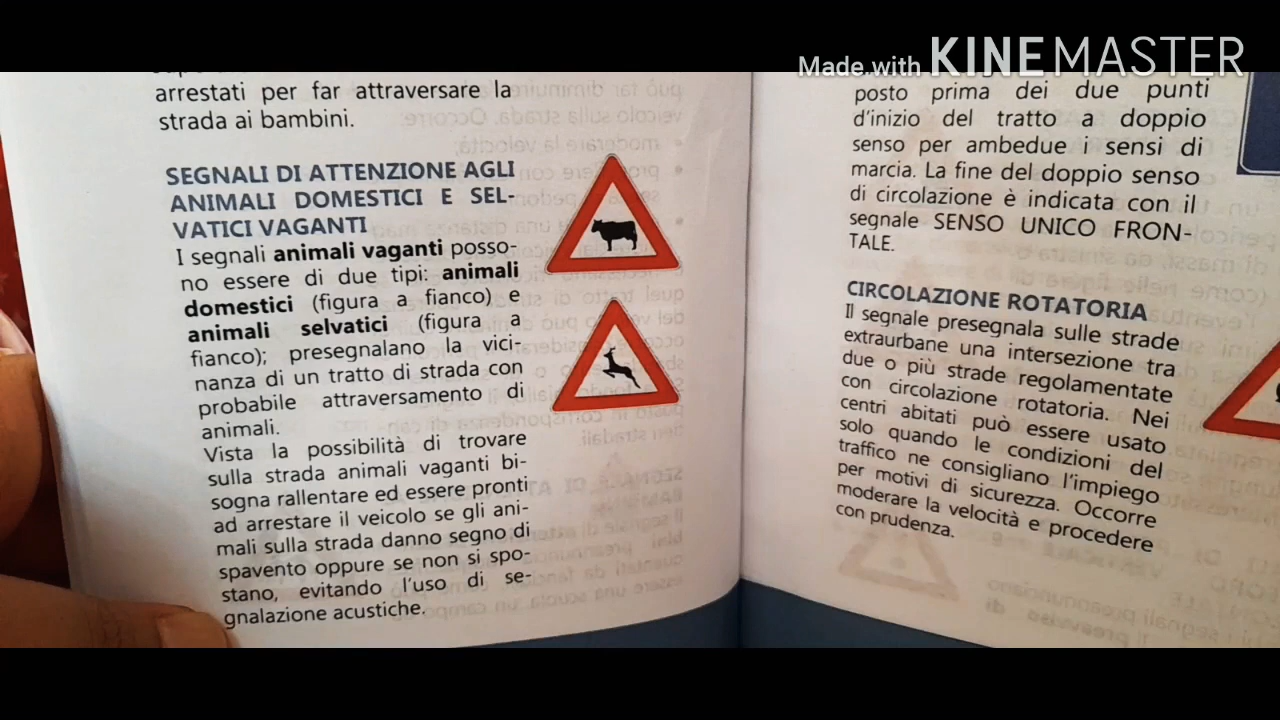 Made with KINEMASTER
arrestati per far attraversare la
strada ai bambini.
SEGNALI DI ATTENZIONE AGLI
ANIMALI DOMESTICI E SEL-
VATICI VAGANTI
I segnali animali vaganti posso-
no essere di due tipi: animali
domestici (figura a fianco) e
animali selvatici (figura a
fianco); presegnalano la vici-
nanza di un tratto di strada con
probabile attraversamento di
animali.
Vista la possibilità di trovare
sulla strada animali vaganti bi-
sogna rallentare ed essere pronti
ad arrestare il veicolo se gli ani-
mali sulla strada danno segno di
spavento oppure se non si spo-
stano, evitando l'uso di se-
gnalazione acustiche.
posto prima dei due punti
d'inizio del tratto a doppio
senso per ambedue i sensi di
marcia. La fine del doppio senso
di circolazione è indicata con il
segnale SENSO UNICO FRON-
TALE.
CIRCOLAZIONE ROTATORIA
Il segnale presegnala sulle strade
extraurbane una intersezione tra
due o più strade regolamentate
con circolazione rotatoria. Nei
centri abitati può essere usato
solo quando le condizioni del
traffico ne consigliano l'impiego
per motivi di sicurezza. Occorre
moderare la velocità e procedere
con prudenza.